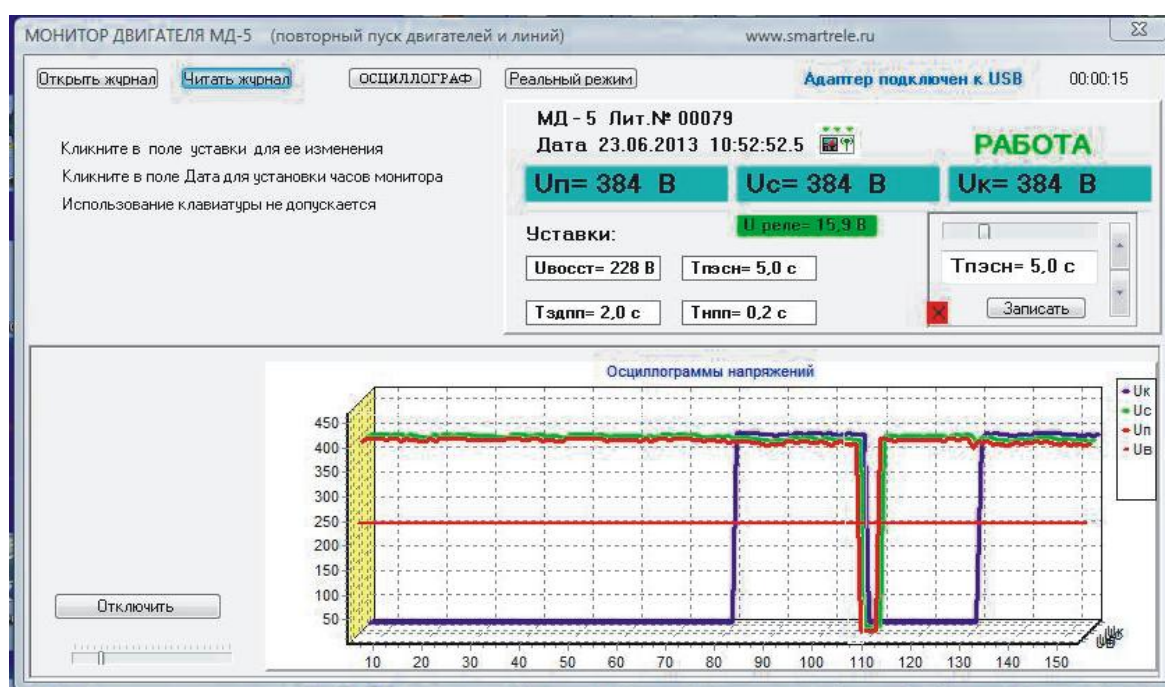 МОНИТОР ДВИГАТЕЛЯ МД-5 (повторный пуск двигателей и линий) www.smartrele.ru
Открыть журнал Читать журнал ОСЦИЛЛОГРАФ Реальный режим Адаптер подключен к USB 00:00:15
МД - 5 Лит.№ 00079
Дата 23.06.2013 10:52:52.5 РАБОТА
Кликните в поле уставки для ее изменения
Кликните в поле Дата для установки часов монитора
Использование клавиатуры не допускается
Uп= 384 В Uс= 384 В Uк= 384 В
U реле= 15,9 В
Уставки:
Uвосст= 228 В Тпэсн= 5,0 с
Тздпп= 2,0 с Тнпп= 0,2 с
Тпэсн= 5,0 с
Записать
Отключить
Осциллограммы напряжений
450
400
350
300
250
200
150
100
50
10 20 30 40 50 60 70 80 90 100 110 120 130 140 150
Uк
Uс
Uп
Uв